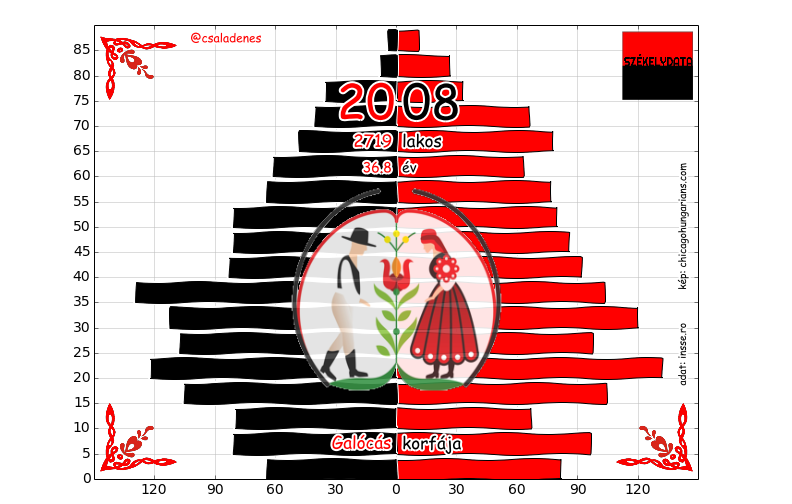 @csaladenes
SZÉKELYDATA
2008
2719 lakos
36.8 év
kép: chicagohungarians.com
adat: insse.ro
Galócás korfája
85
80
75
70
65
60
55
50
45
40
35
30
25
20
15
10
5
0
120 90 60 30 0 30 60 90 120